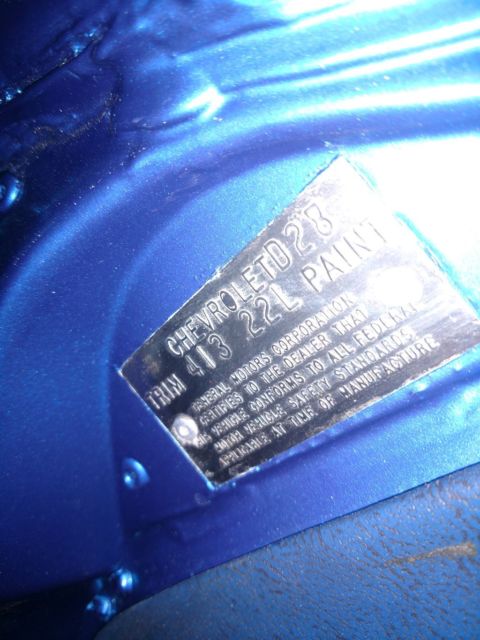 CHEVROLET D 28
TRIM 413 22L PAINT
GENERAL MOTORS CORPORATION
CERTIFIES TO THE DEALER THAT
THIS VEHICLE CONFORMS TO ALL FEDERAL
MOTOR VEHICLE SAFETY STANDARDS
APPLICABLE AT TIME OF MANUFACTURE